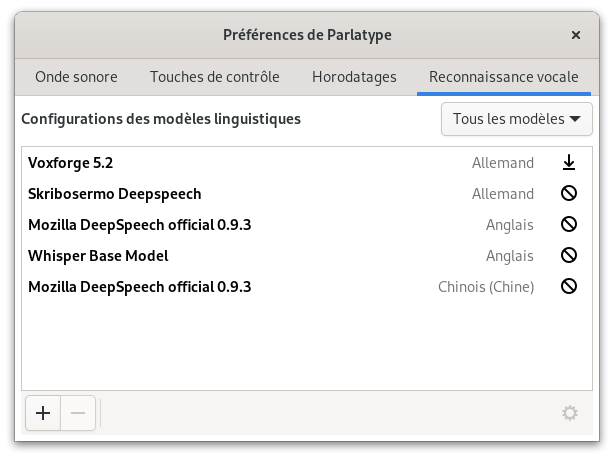 Préférences de Parlatype
Onde sonore Touches de contrôle Horodatages Reconnaissance vocale
Configurations des modèles linguistiques Tous les modèles
Voxforge 5.2 Allemand
Skribosermo Deepspeech Allemand
Mozilla DeepSpeech official 0.9.3 Anglais
Whisper Base Model Anglais
Mozilla DeepSpeech official 0.9.3 Chinois (Chine)